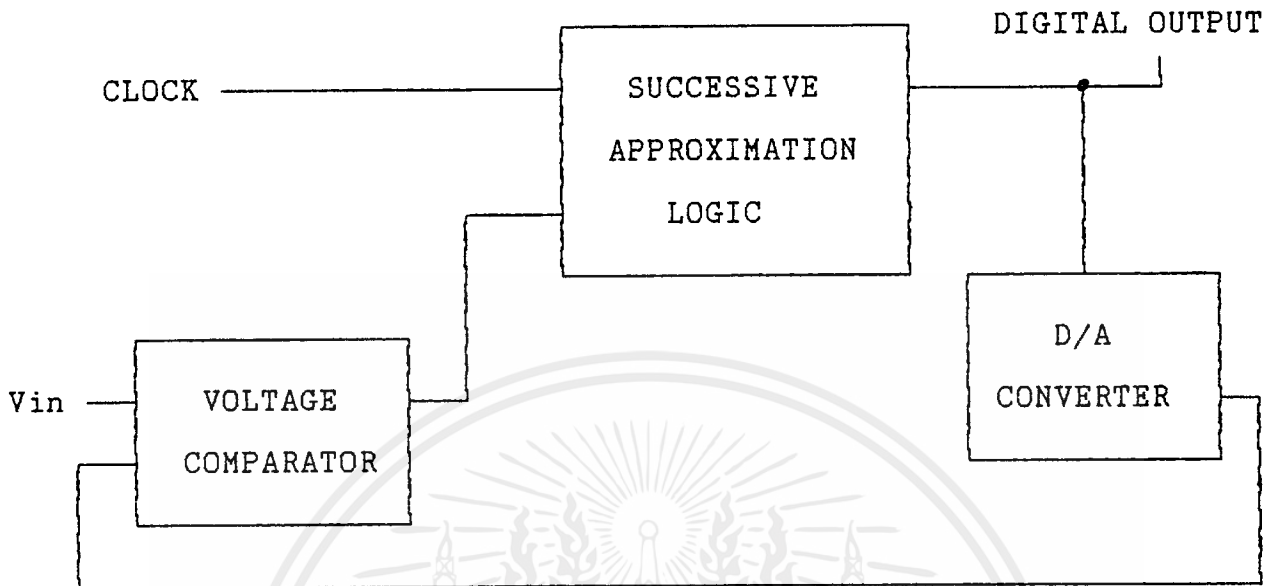 DIGITAL OUTPUT
CLOCK
SUCCESSIVE
APPROXIMATION
LOGIC
D/A
CONVERTER
Vin
VOLTAGE
COMPARATOR